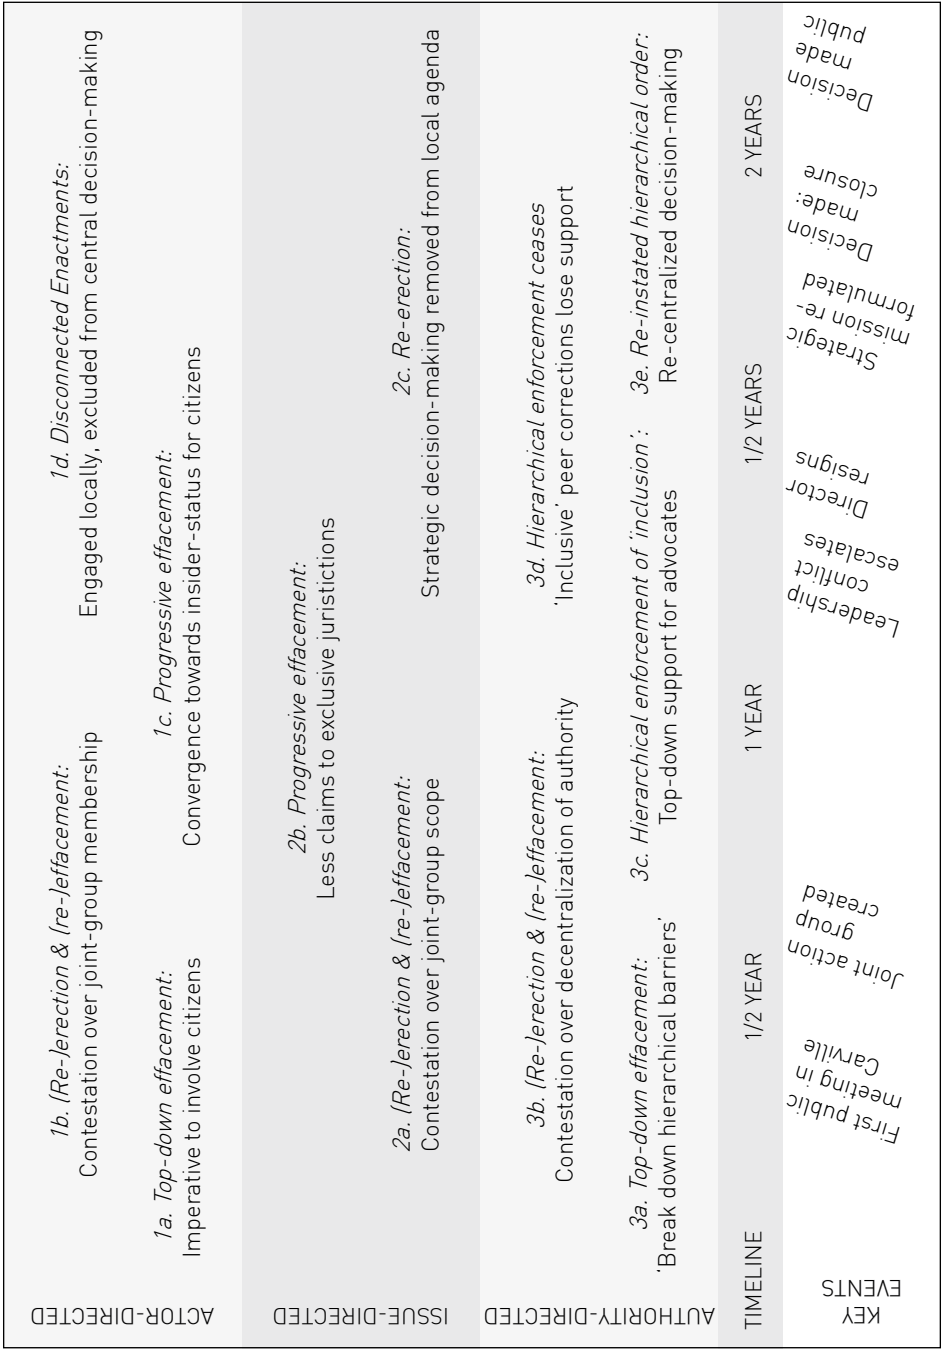 ACTOR-DIRECTED
1b. (Re-)erection & (re-)effacement:
Contestation over joint-group membership
1d. Disconnected Enactments:
Engaged locally, excluded from central decision-making
1a. Top-down effacement:
Imperative to involve citizens
1c. Progressive effacement:
Convergence towards insider-status for citizens
ISSUE-DIRECTED
2b. Progressive effacement:
Less claims to exclusive juristictions
2a. (Re-)erection & (re-)effacement:
Contestation over joint-group scope
2c. Re-erection:
Strategic decision-making removed from local agenda
AUTHORITY-DIRECTED
3b. (Re-)erection & (re-)effacement:
Contestation over decentralization of authority
3d. Hierarchical enforcement ceases
'Inclusive' peer corrections lose support
3a. Top-down effacement:
'Break down hierarchical barriers'
3c. Hierarchical enforcement of 'inclusion':
Top-down support for advocates
3e. Re-instated hierarchical order:
Re-centralized decision-making
TIMELINE
1/2 YEAR
1 YEAR
1/2 YEARS
2 YEARS
KEY
EVENTS
First public
meeting in
Carville
Joint action
group
created
Leadership
conflict
escalates
Director
resigns
Strategic
mission re-
formulated
Decision
made:
closure
Decision
made
public